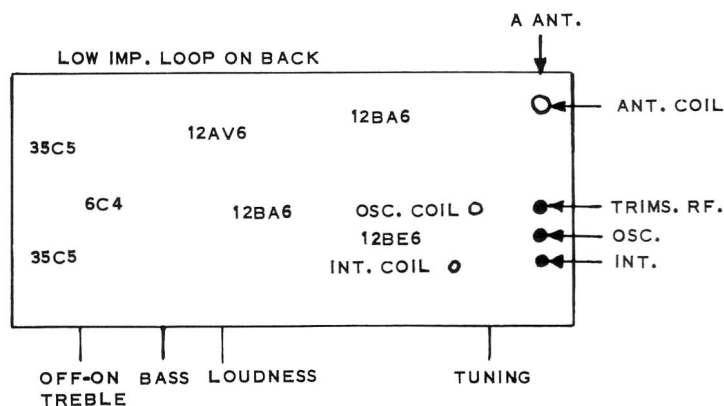 A ANT.
LOW IMP. LOOP ON BACK
ANT. COIL
12BA6
12AV6
35C5
6C4
12BA6
OSC. COIL
TRIMS. RF.
12BE6
OSC.
35C5
INT. COIL
INT.
OFF-ON
TREBLE
BASS
LOUDNESS
TUNING